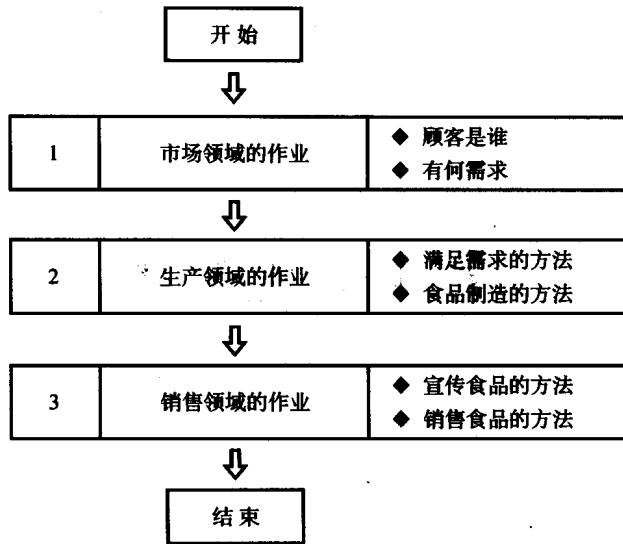 开始
1 市场领域的作业 ◆ 顾客是谁
◆ 有何需求
2 生产领域的作业 ◆ 满足需求的方法
◆ 食品制造的方法
3 销售领域的作业 ◆ 宣传食品的方法
◆ 销售食品的方法
结束